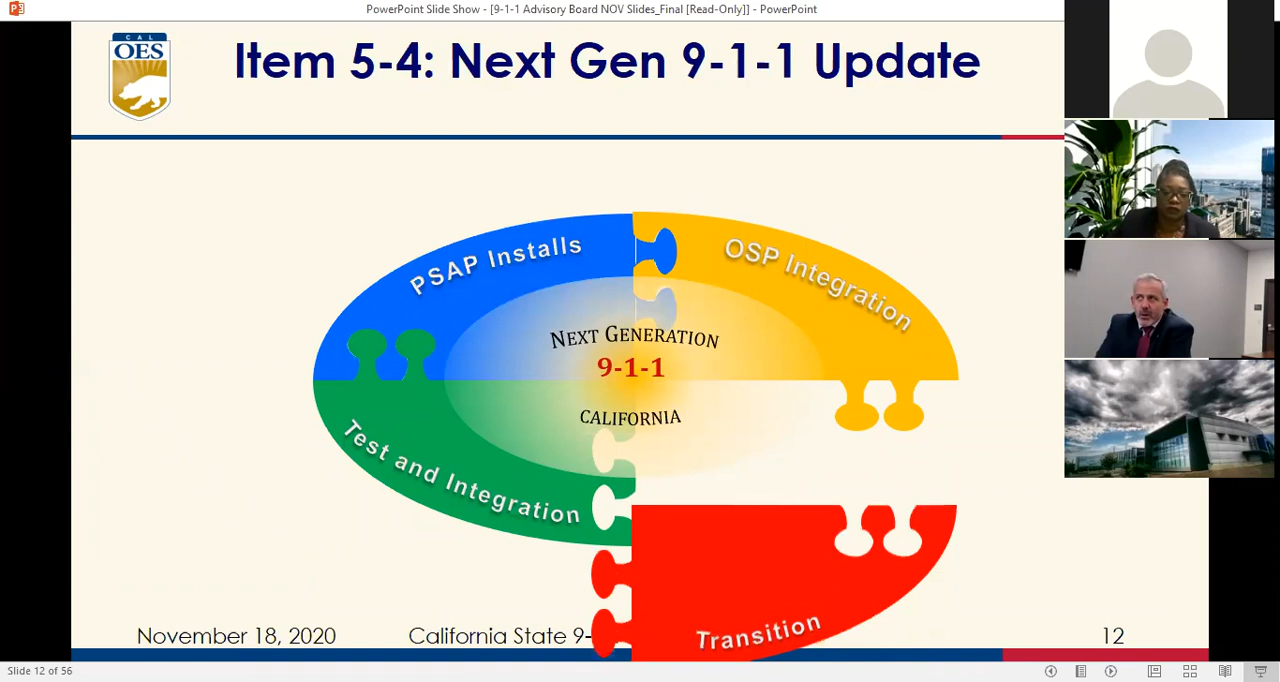 PowerPoint Slide Show - [9-1-1 Advisory Board NOV Slides_Final [Read-Only]] - PowerPoint
CAL
OES
Item 5-4: Next Gen 9-1-1 Update
PSAP Installs
OSP Integration
NEXT GENERATION
9-1-1
CALIFORNIA
Test and Integration
Transition
November 18, 2020
California State 9-
12
Slide 12 of 56